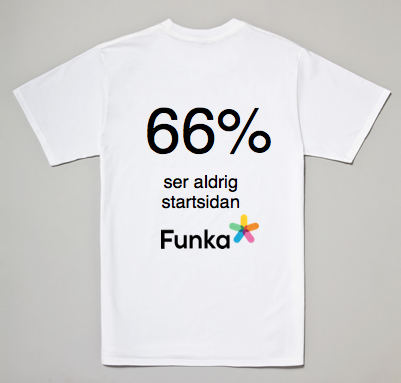 66%
ser aldrig
startsidan
Funka